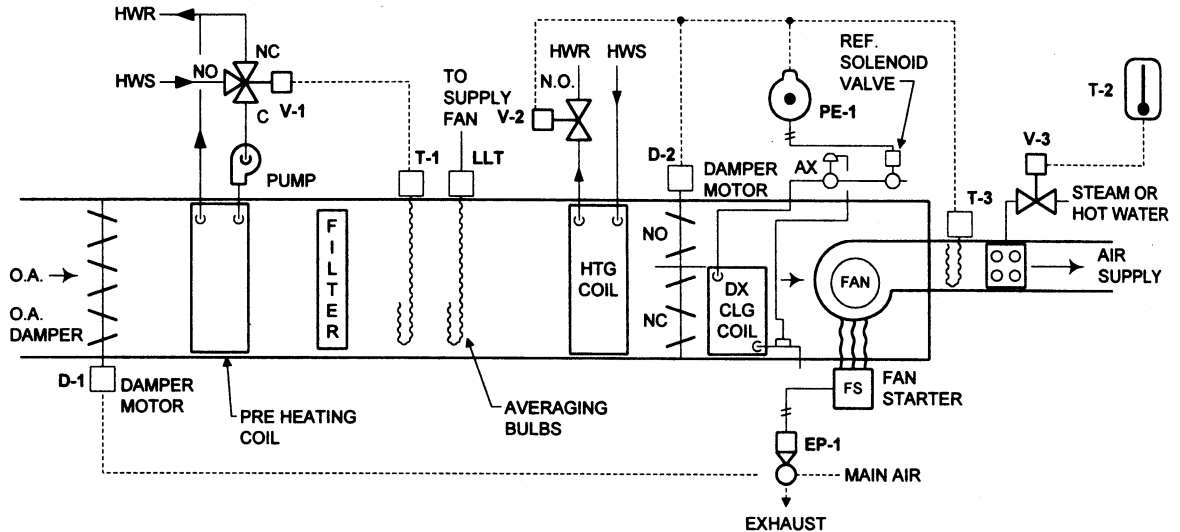 HWR
NC
HWS
NO
V-1
C
PUMP
TO
SUPPLY
FAN
T-1
LLT
HWR
HWS
N.O.
V-2
PE-1
REF.
SOLENOID
VALVE
T-2
D-2
DAMPER
MOTOR
AX
V-3
STEAM OR
HOT WATER
T-3
O.A.
O.A.
DAMPER
FILTER
HTG
COIL
NO
NC
DX
CLG
COIL
FAN
AIR
SUPPLY
D-1
DAMPER
MOTOR
PRE HEATING
COIL
AVERAGING
BULBS
FS
FAN
STARTER
EP-1
MAIN AIR
EXHAUST